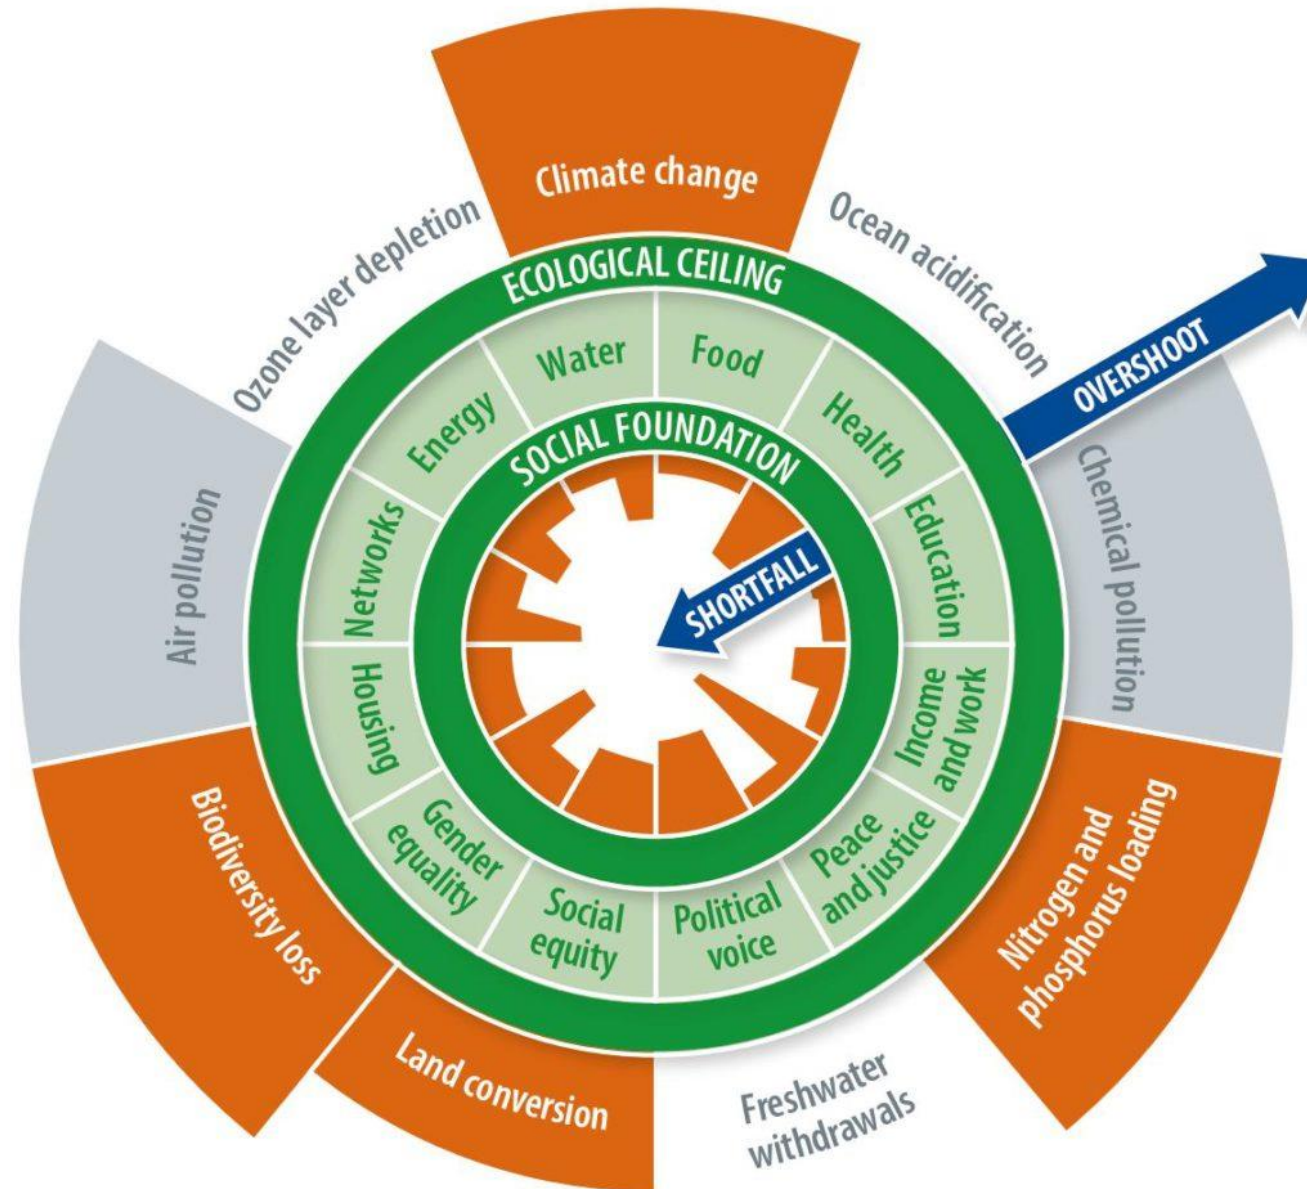 Climate change
Ocean acidification
OVERSHOOT
Chemical pollution
Nitrogen and
phosphorus loading
Freshwater
withdrawals
Land conversion
Biodiversity loss
Air pollution
Ozone layer depletion
ECOLOGICAL CEILING
Water
Food
Health
Education
Income
and work
Peace
and justice
Political
voice
Social
equity
Gender
equality
Housing
Networks
Energy
SOCIAL FOUNDATION
SHORTFALL